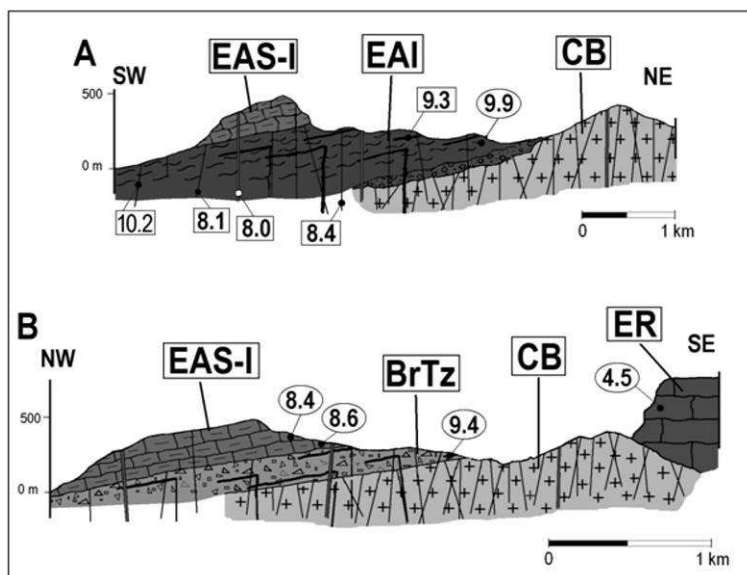 A
SW
EAS-I
EAI
CB
NE
500
0 m
9.3
9.9
10.2
8.1
8.0
8.4
1 km
B
NW
EAS-I
BrTz
CB
ER
SE
500
0 m
8.4
8.6
9.4
4.5
1 km